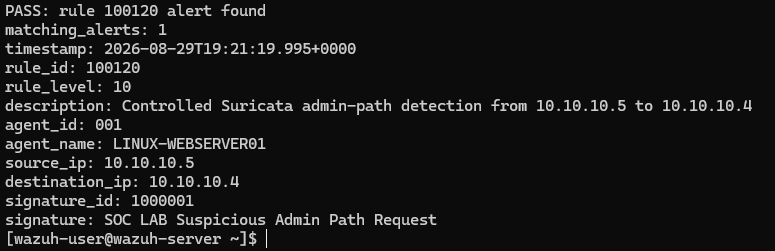 PASS: rule 100120 alert found
matching_alerts: 1
timestamp: 2026-08-29T19:21:19.995+0000
rule_id: 100120
rule_level: 10
description: Controlled Suricata admin-path detection from 10.10.10.5 to 10.10.10.4
agent_id: 001
agent_name: LINUX-WEBSERVER01
source_ip: 10.10.10.5
destination_ip: 10.10.10.4
signature_id: 1000001
signature: SOC LAB Suspicious Admin Path Request
[wazuh-user@wazuh-server ~]$